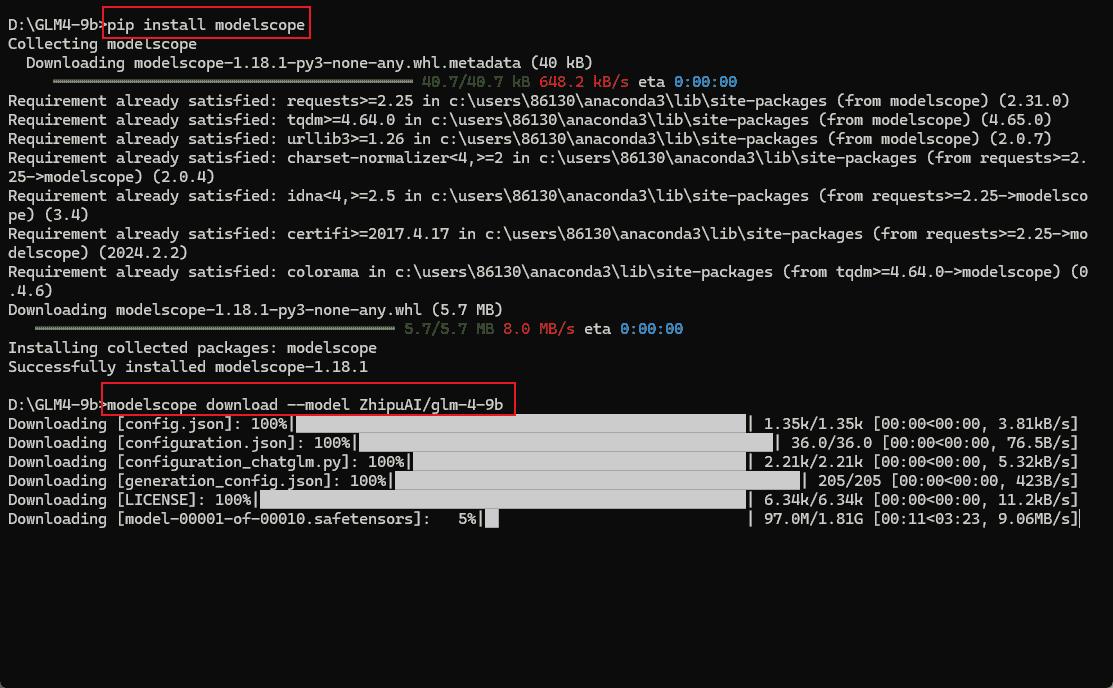 D:\GLM4-9b>pip install modelscope
Collecting modelscope
  Downloading modelscope-1.18.1-py3-none-any.whl.metadata (40 kB)
40.7/40.7 kB 648.2 kB/s eta 0:00:00
Requirement already satisfied: requests>=2.25 in c:\users\86130\anaconda3\lib\site-packages (from modelscope) (2.31.0)
Requirement already satisfied: tqdm>=4.64.0 in c:\users\86130\anaconda3\lib\site-packages (from modelscope) (4.65.0)
Requirement already satisfied: urllib3>=1.26 in c:\users\86130\anaconda3\lib\site-packages (from modelscope) (2.0.7)
Requirement already satisfied: charset-normalizer<4,>=2 in c:\users\86130\anaconda3\lib\site-packages (from requests>=2.
25->modelscope) (2.0.4)
Requirement already satisfied: idna<4,>=2.5 in c:\users\86130\anaconda3\lib\site-packages (from requests>=2.25->modelsco
pe) (3.4)
Requirement already satisfied: certifi>=2017.4.17 in c:\users\86130\anaconda3\lib\site-packages (from requests>=2.25->mo
delscope) (2024.2.2)
Requirement already satisfied: colorama in c:\users\86130\anaconda3\lib\site-packages (from tqdm>=4.64.0->modelscope) (0
.4.6)
Downloading modelscope-1.18.1-py3-none-any.whl (5.7 MB)
5.7/5.7 MB 8.0 MB/s eta 0:00:00
Installing collected packages: modelscope
Successfully installed modelscope-1.18.1
D:\GLM4-9b>modelscope download --model ZhipuAI/glm-4-9b
Downloading [config.json]: 100%| | 1.35k/1.35k [00:00<00:00, 3.81kB/s]
Downloading [configuration.json]: 100%| | 36.0/36.0 [00:00<00:00, 76.5B/s]
Downloading [configuration_chatglm.py]: 100%| | 2.21k/2.21k [00:00<00:00, 5.32kB/s]
Downloading [generation_config.json]: 100%| | 205/205 [00:00<00:00, 423B/s]
Downloading [LICENSE]: 100%| | 6.34k/6.34k [00:00<00:00, 11.2kB/s]
Downloading [model-00001-of-00010.safetensors]:   5%| | 97.0M/1.81G [00:11<03:23, 9.06MB/s]